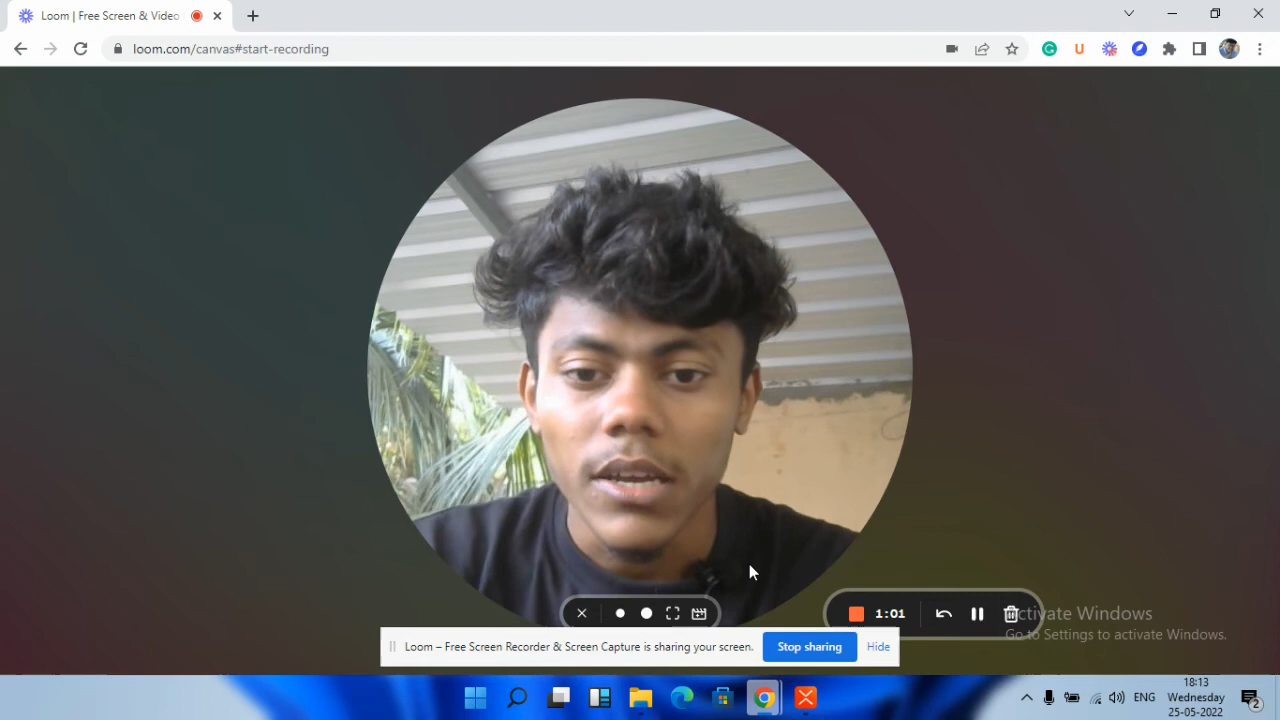 Loom | Free Screen & Video
loom.com/canvas#start-recording
U
1:01
Activate Windows
Go to Settings to activate Windows.
Loom – Free Screen Recorder & Screen Capture is sharing your screen.
Stop sharing
Hide
ENG
18:13
Wednesday
25-05-2022
2